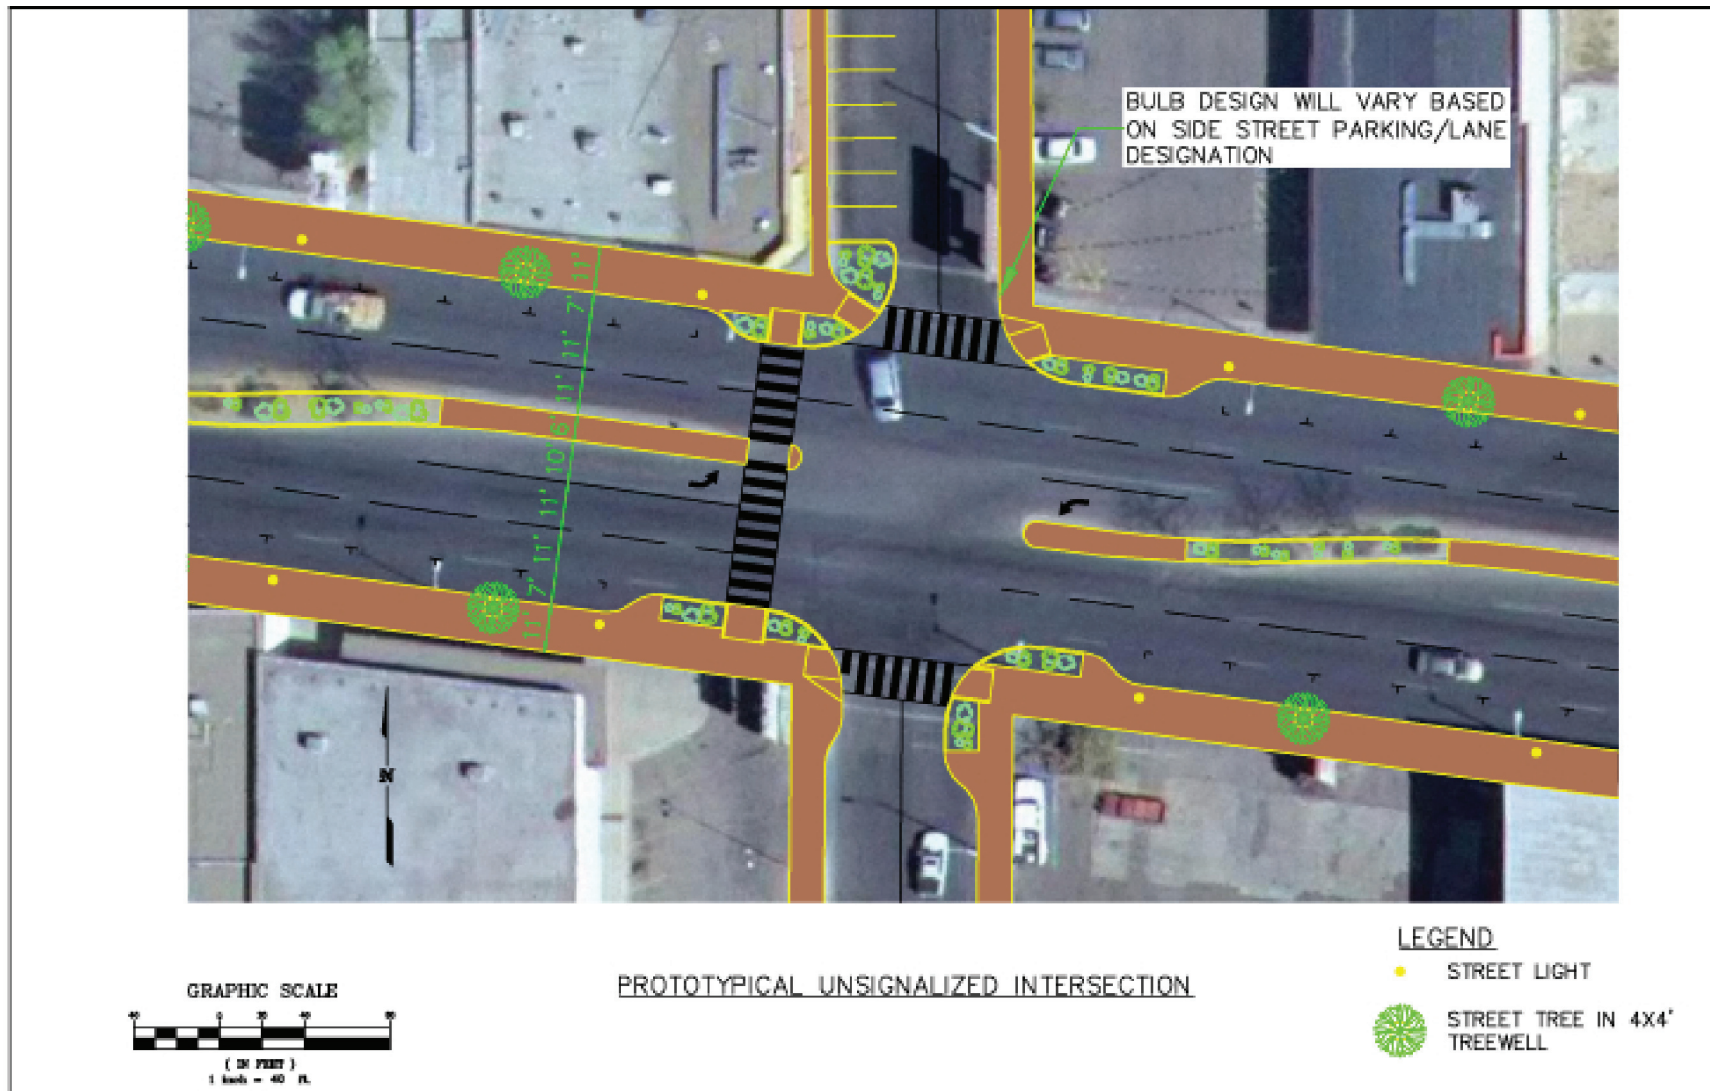 BULB DESIGN WILL VARY BASED
ON SIDE STREET PARKING/LANE
DESIGNATION
11' 7' 11' 11' 6' 10' 11' 11' 7' 11'
N
LEGEND
STREET LIGHT
STREET TREE IN 4X4'
TREEWELL
PROTOTYPICAL UNSIGNALIZED INTERSECTION
GRAPHIC SCALE
40 0 20 40 80
( IN FEET )
1 inch = 40 ft.